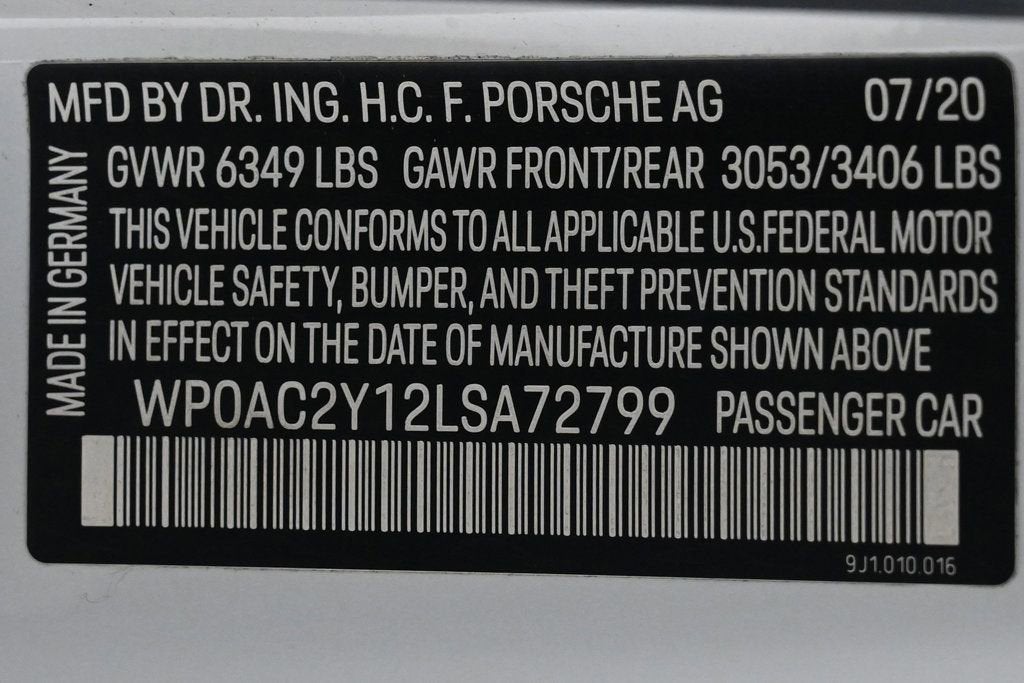 MFD BY DR. ING. H.C. F. PORSCHE AG 07/20
MADE IN GERMANY
GVWR 6349 LBS GAWR FRONT/REAR 3053/3406 LBS
THIS VEHICLE CONFORMS TO ALL APPLICABLE U.S.FEDERAL MOTOR
VEHICLE SAFETY, BUMPER, AND THEFT PREVENTION STANDARDS
IN EFFECT ON THE DATE OF MANUFACTURE SHOWN ABOVE
WP0AC2Y12LSA72799 PASSENGER CAR
9J1.010.016